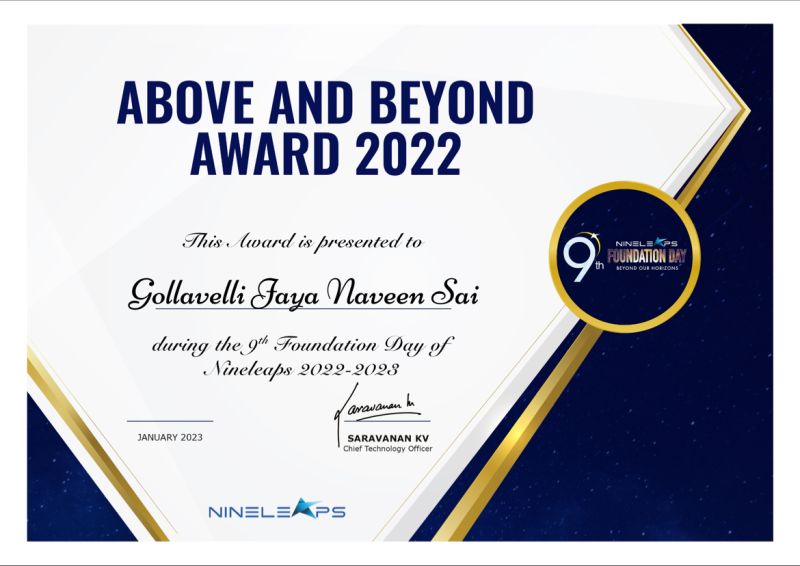 ABOVE AND BEYOND
AWARD 2022
This Award is presented to
Gollavelli Jaya Naveen Sai
during the 9th Foundation Day of
Nineleaps 2022-2023
9th
NINELEAPS
FOUNDATION DAY
BEYOND OUR HORIZONS
Saravanan kv
JANUARY 2023
SARAVANAN KV
Chief Technology Officer
NINELEAPS